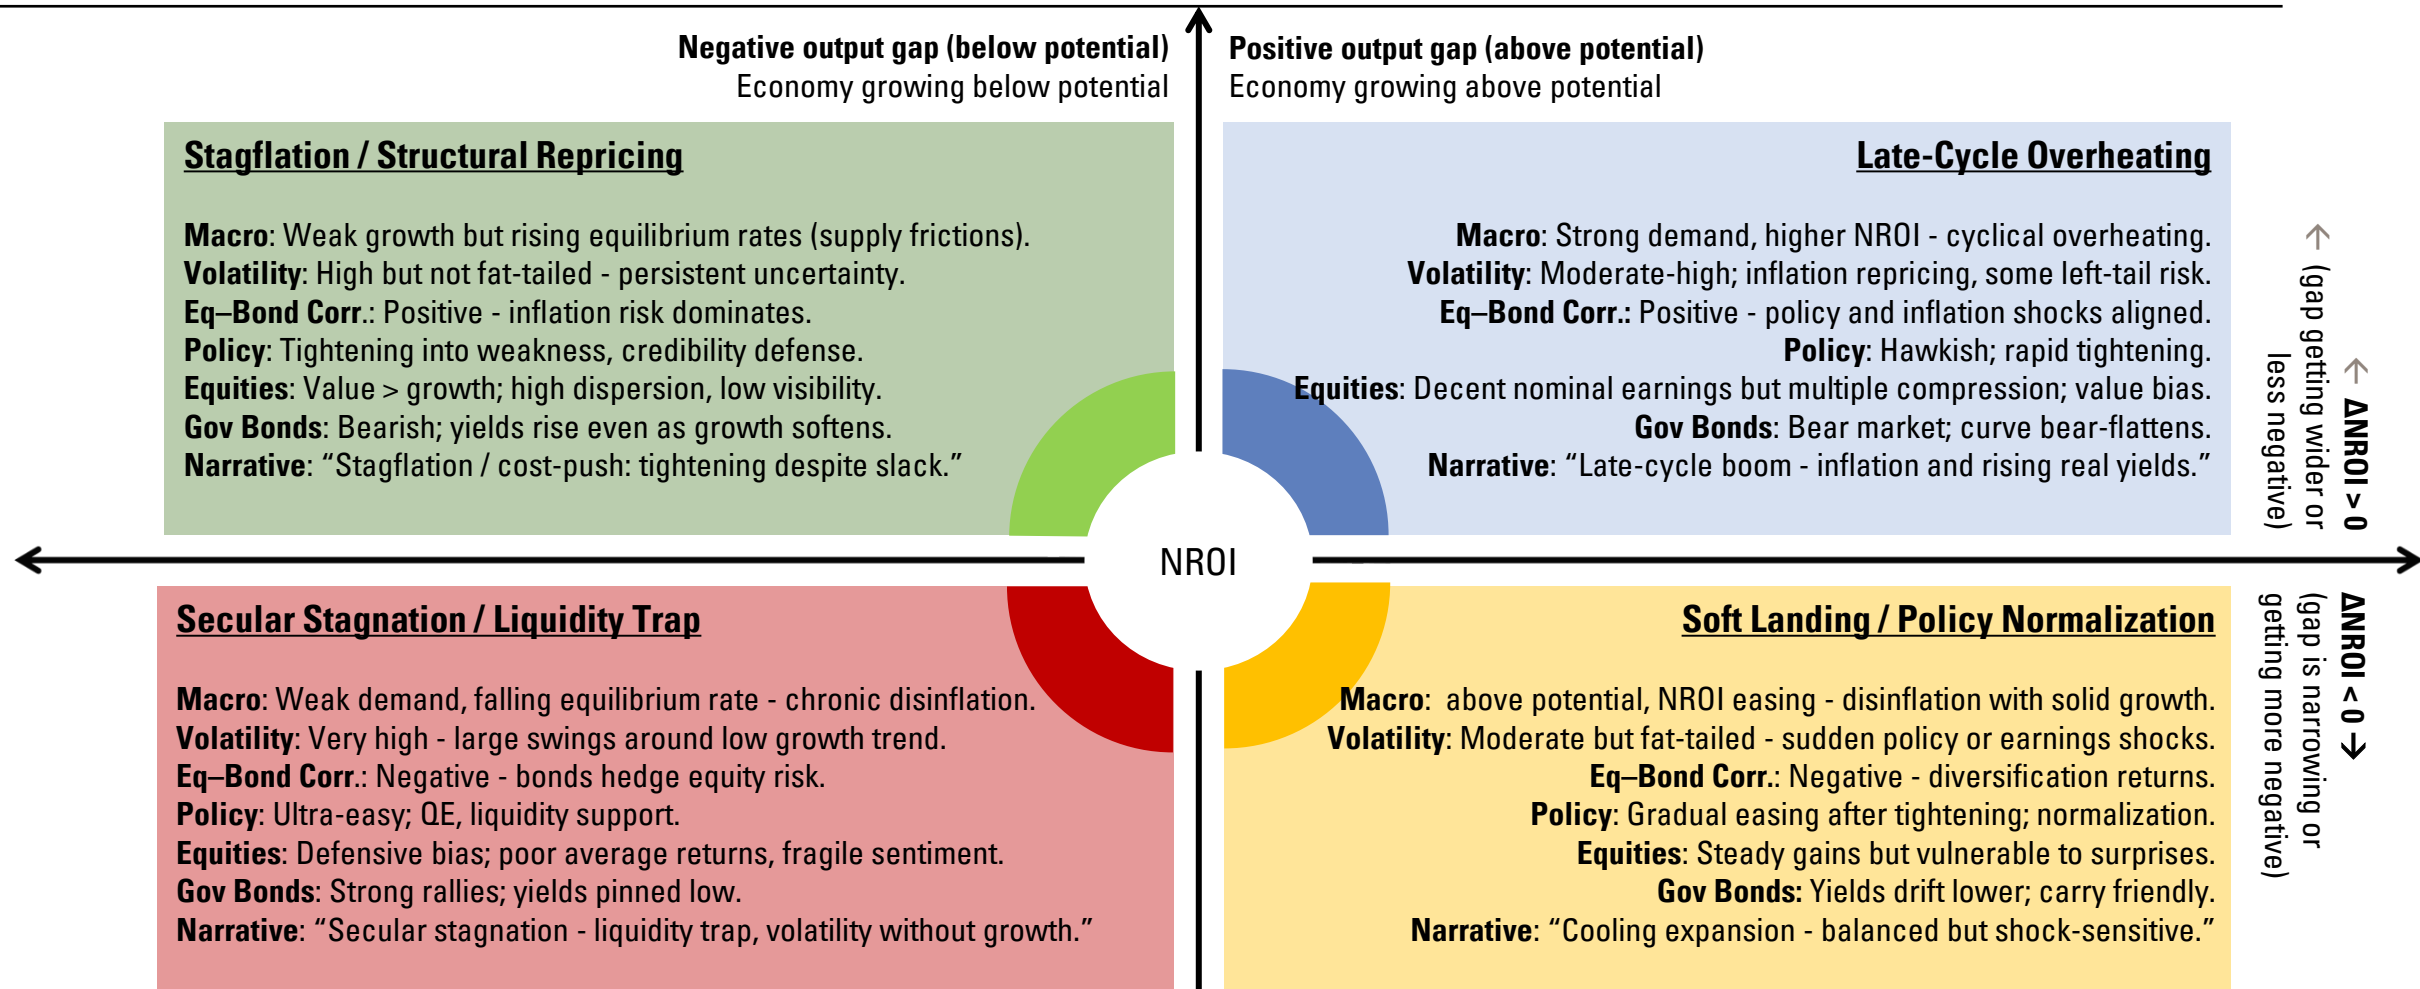 Negative output gap (below potential)
Economy growing below potential
Positive output gap (above potential)
Economy growing above potential
Stagflation / Structural Repricing
Macro: Weak growth but rising equilibrium rates (supply frictions).
Volatility: High but not fat-tailed - persistent uncertainty.
Eq–Bond Corr.: Positive - inflation risk dominates.
Policy: Tightening into weakness, credibility defense.
Equities: Value > growth; high dispersion, low visibility.
Gov Bonds: Bearish; yields rise even as growth softens.
Narrative: “Stagflation / cost-push: tightening despite slack.”
Late-Cycle Overheating
Macro: Strong demand, higher NROI - cyclical overheating.
Volatility: Moderate-high; inflation repricing, some left-tail risk.
Eq–Bond Corr.: Positive - policy and inflation shocks aligned.
Policy: Hawkish; rapid tightening.
Equities: Decent nominal earnings but multiple compression; value bias.
Gov Bonds: Bear market; curve bear-flattens.
Narrative: “Late-cycle boom - inflation and rising real yields.”
← ΔNROI > 0
← (gap getting wider or
less negative)
NROI
Secular Stagnation / Liquidity Trap
Macro: Weak demand, falling equilibrium rate - chronic disinflation.
Volatility: Very high - large swings around low growth trend.
Eq–Bond Corr.: Negative - bonds hedge equity risk.
Policy: Ultra-easy; QE, liquidity support.
Equities: Defensive bias; poor average returns, fragile sentiment.
Gov Bonds: Strong rallies; yields pinned low.
Narrative: “Secular stagnation - liquidity trap, volatility without growth.”
Soft Landing / Policy Normalization
Macro:  above potential, NROI easing - disinflation with solid growth.
Volatility: Moderate but fat-tailed - sudden policy or earnings shocks.
Eq–Bond Corr.: Negative - diversification returns.
Policy: Gradual easing after tightening; normalization.
Equities: Steady gains but vulnerable to surprises.
Gov Bonds: Yields drift lower; carry friendly.
Narrative: “Cooling expansion - balanced but shock-sensitive.”
ΔNROI < 0 →
(gap is narrowing or
getting more negative)